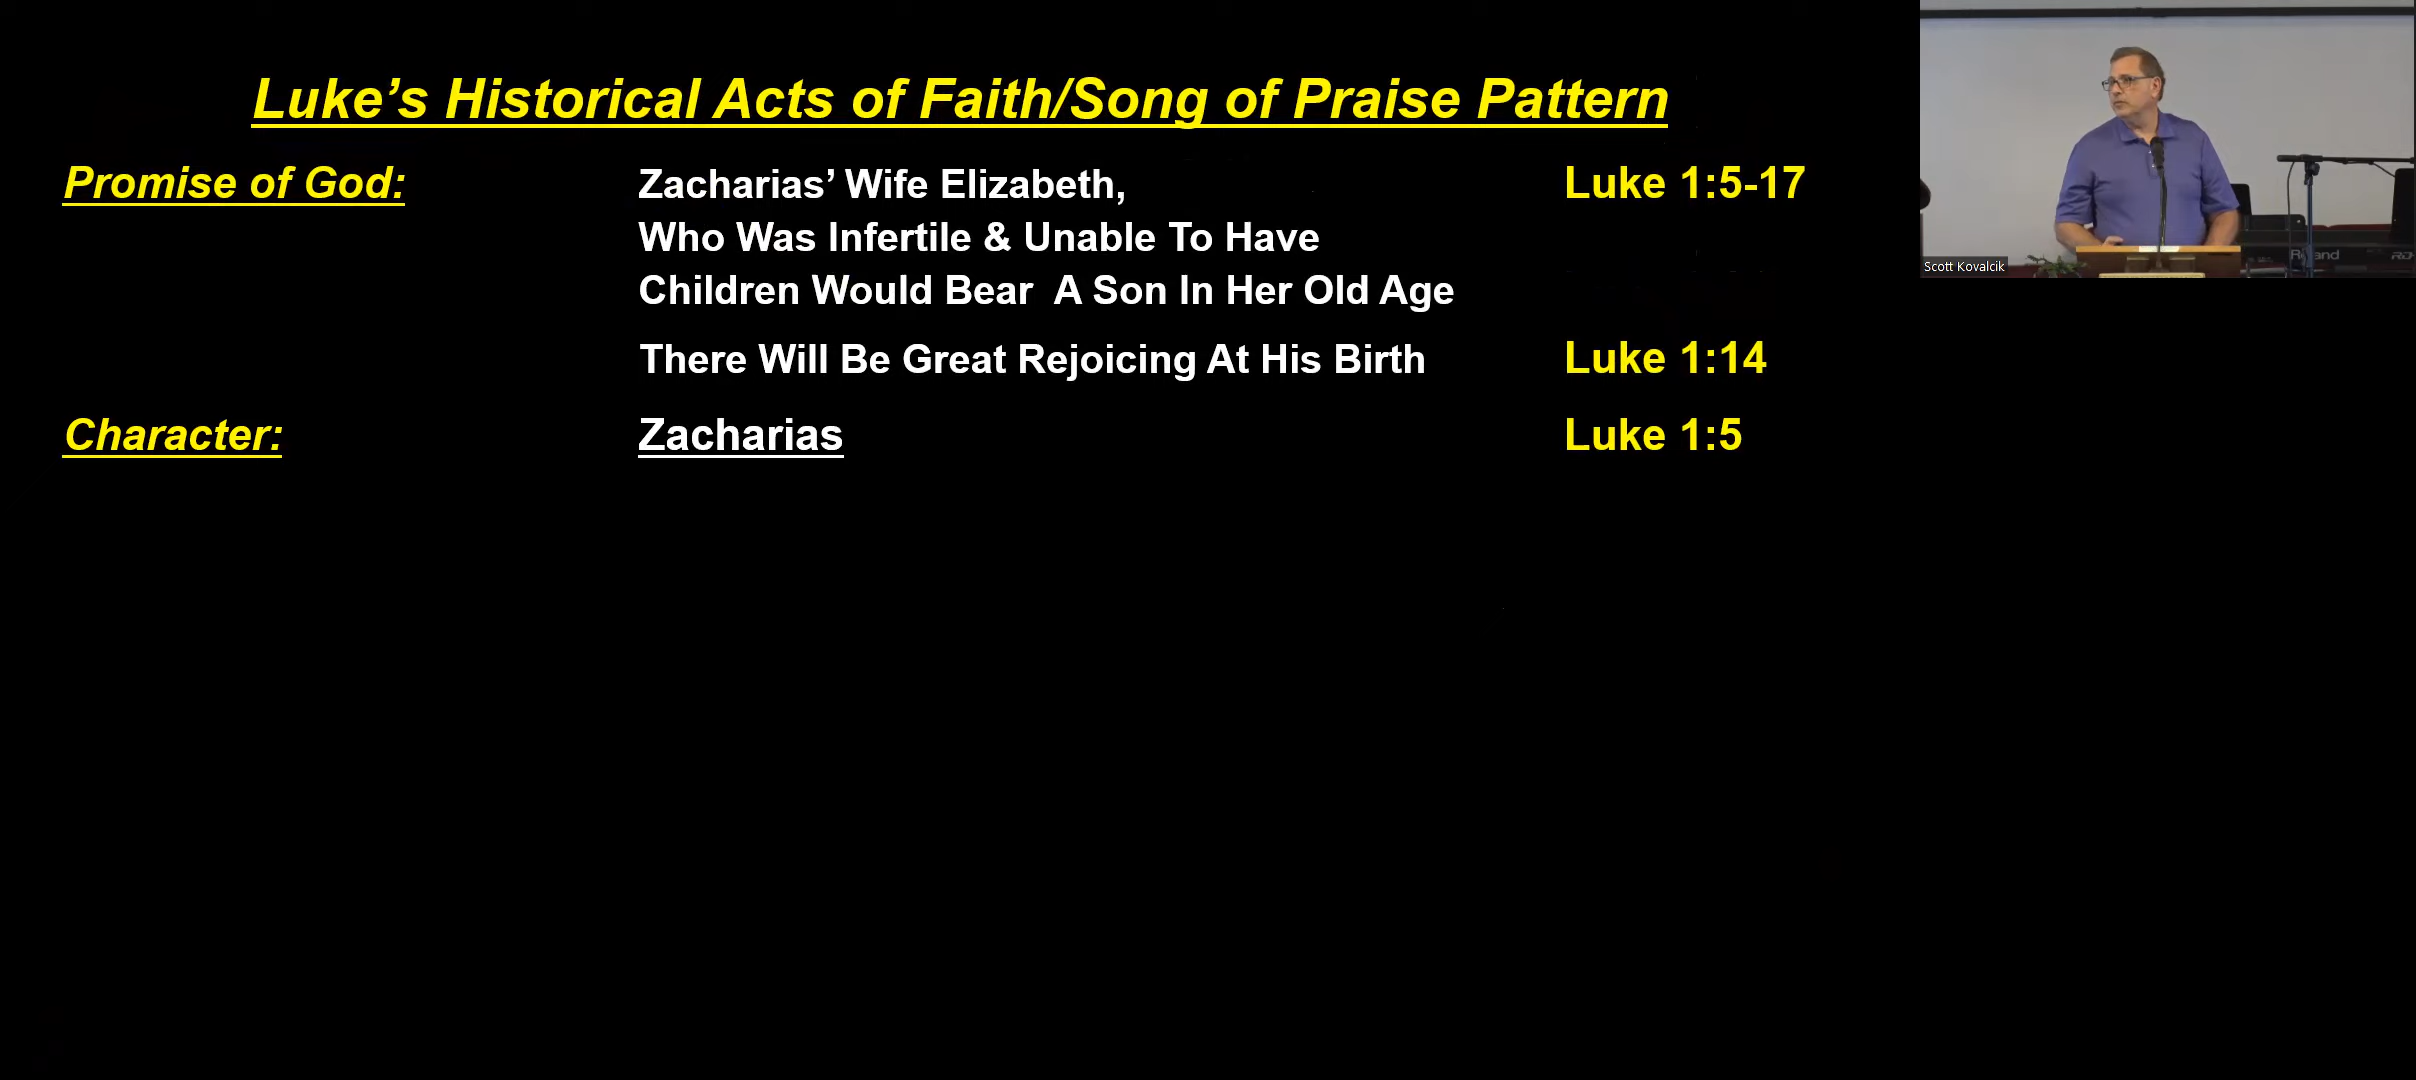 Luke’s Historical Acts of Faith/Song of Praise Pattern
Promise of God: Zacharias’ Wife Elizabeth, Luke 1:5-17
Who Was Infertile & Unable To Have
Children Would Bear  A Son In Her Old Age
There Will Be Great Rejoicing At His Birth Luke 1:14
Character: Zacharias Luke 1:5
Scott Kovalcik
Roland RD